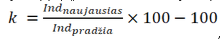 k = Ind_naujausias / Ind_pradžia × 100 − 100